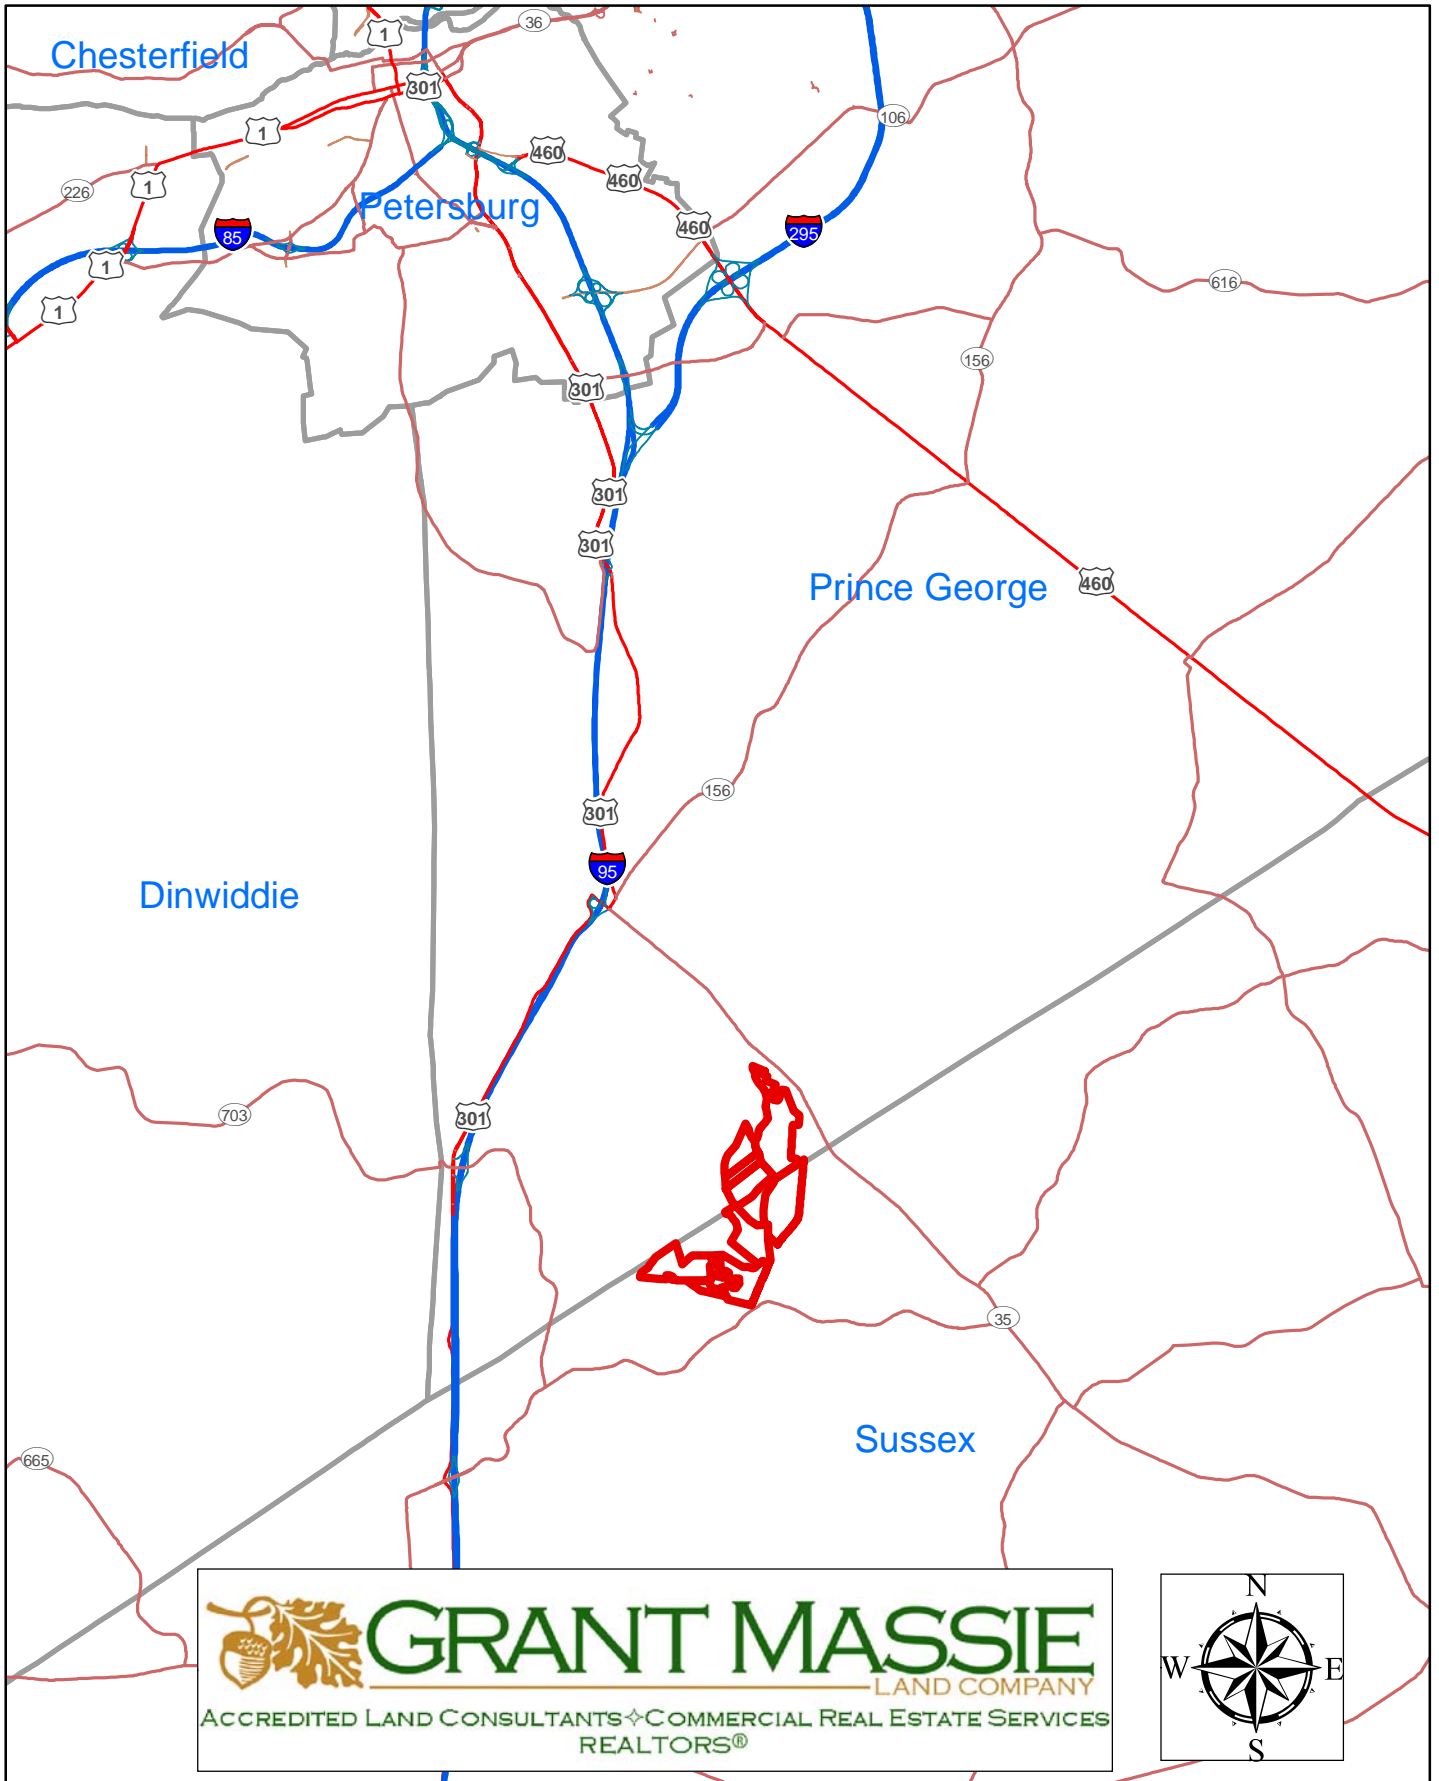 36
1
Chesterfield
301
106
1
460
460
1
226
Petersburg
460
85
295
1
616
1
156
301
301
301
Prince George
460
156
301
95
Dinwiddie
703
301
35
Sussex
665
GRANT MASSIE
LAND COMPANY
ACCREDITED LAND CONSULTANTS✧COMMERCIAL REAL ESTATE SERVICES
REALTORS®
N
W E
S